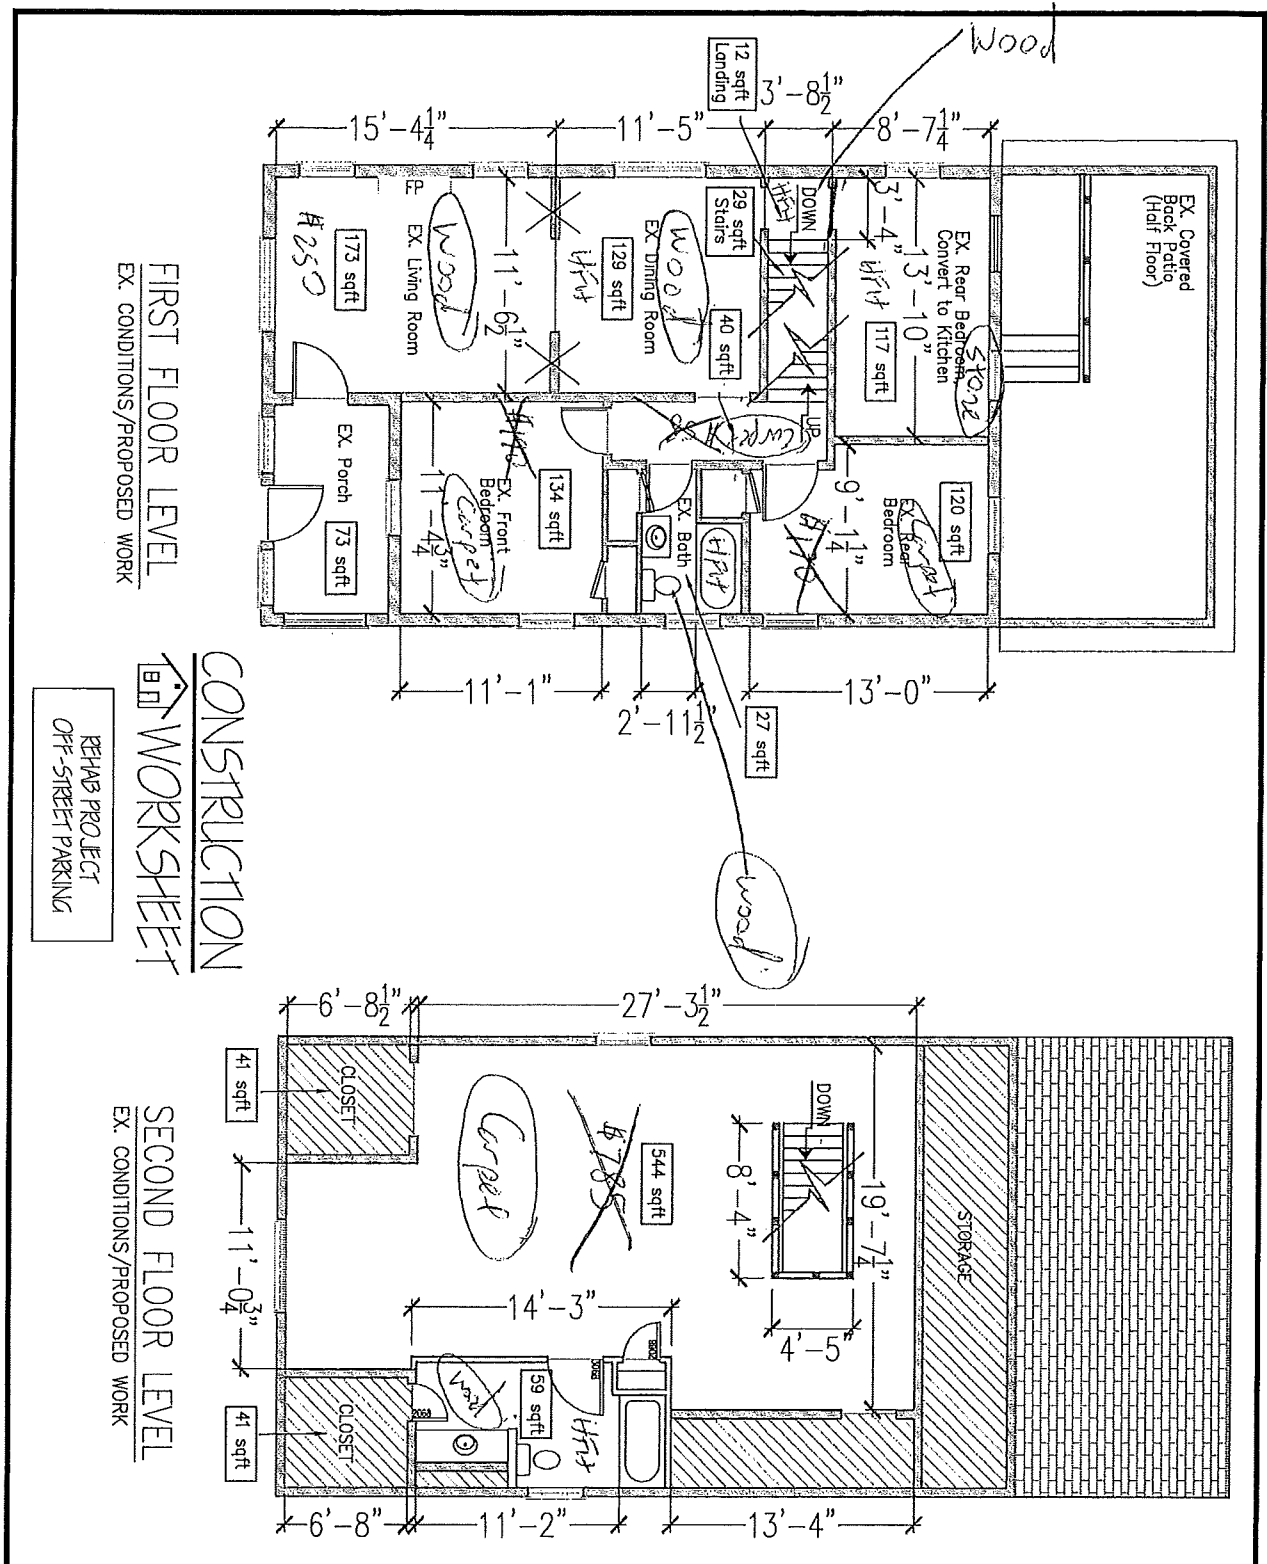 Wood
12 sqft
Landing
3'-8½"
15'-4¼"
11'-5"
8'-7¼"
EX. Covered
Back Patio
(Half Floor)
FP
DOWN
3'-4"
13'-10"
29 sqft
Stairs
EX. Rear Bedroom,
Convert to Kitchen
Stone
117 sqft
173 sqft
#250
EX. Living Room
Wood
11'-6½"
129 sqft
EX. Dining Room
Wood
40 sqft
UP
Carpet
EX. Porch
73 sqft
#190
EX. Front
Bedroom
Carpet
134 sqft
11'-4¾"
EX. Bath
120 sqft
EX. Rear
Bedroom
Carpet
#170
9'-1¼"
11'-1"
2'-11½"
13'-0"
27 sqft
Wood
FIRST FLOOR LEVEL
EX. CONDITIONS/PROPOSED WORK
CONSTRUCTION
WORKSHEET
REHAB PROJECT
OFF-STREET PARKING
6'-8½"
27'-3½"
41 sqft
CLOSET
DOWN
8'-4"
19'-7¼"
4'-5"
STORAGE
544 sqft
$785
Carpet
11'-0¾"
14'-3"
59 sqft
2068
CLOSET
41 sqft
6'-8"
11'-2"
13'-4"
SECOND FLOOR LEVEL
EX. CONDITIONS/PROPOSED WORK